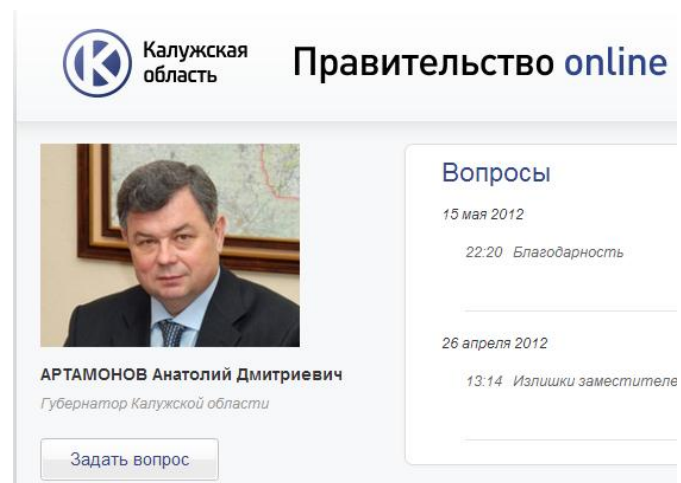 Калужская
область
Правительство online
АРТАМОНОВ Анатолий Дмитриевич
Губернатор Калужской области
Задать вопрос
Вопросы
15 мая 2012
22:20 Благодарность
26 апреля 2012
13:14 Излишки заместителе